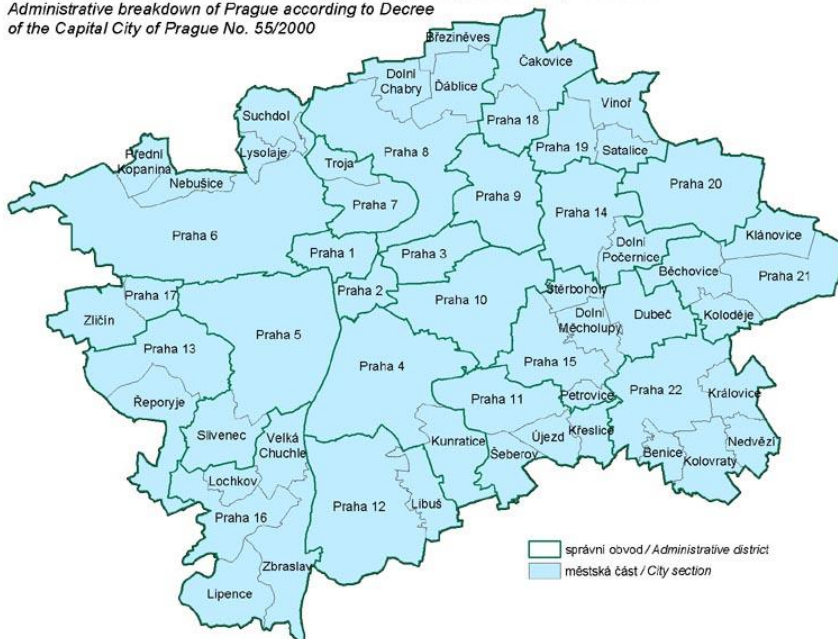 Administrative breakdown of Prague according to Decree
of the Capital City of Prague No. 55/2000
Březiněves
Čakovice
Dolní
Chabry
Ďáblice
Vinoř
Suchdol
Praha 18
Praha 19
Satalice
Lysolaje
Praha 8
Přední
Kopanina
Troja
Nebušice
Praha 20
Praha 7
Praha 9
Praha 14
Praha 6
Klánovice
Dolní
Počernice
Praha 1
Praha 3
Běchovice
Praha 21
Praha 17
Praha 2
Praha 10
Štěrboholy
Dolní
Měcholupy
Dubeč
Koloděje
Zličín
Praha 5
Praha 13
Praha 4
Praha 15
Praha 22
Královice
Řeporyje
Praha 11
Petrovice
Slivenec
Velká
Chuchle
Kunratice
Újezd
Křeslice
Šeberov
Benice
Nedvězí
Kolovraty
Lochkov
Praha 12
Libuš
Praha 16
Zbraslav
Lipence
správní obvod / Administrative district
městská část / City section